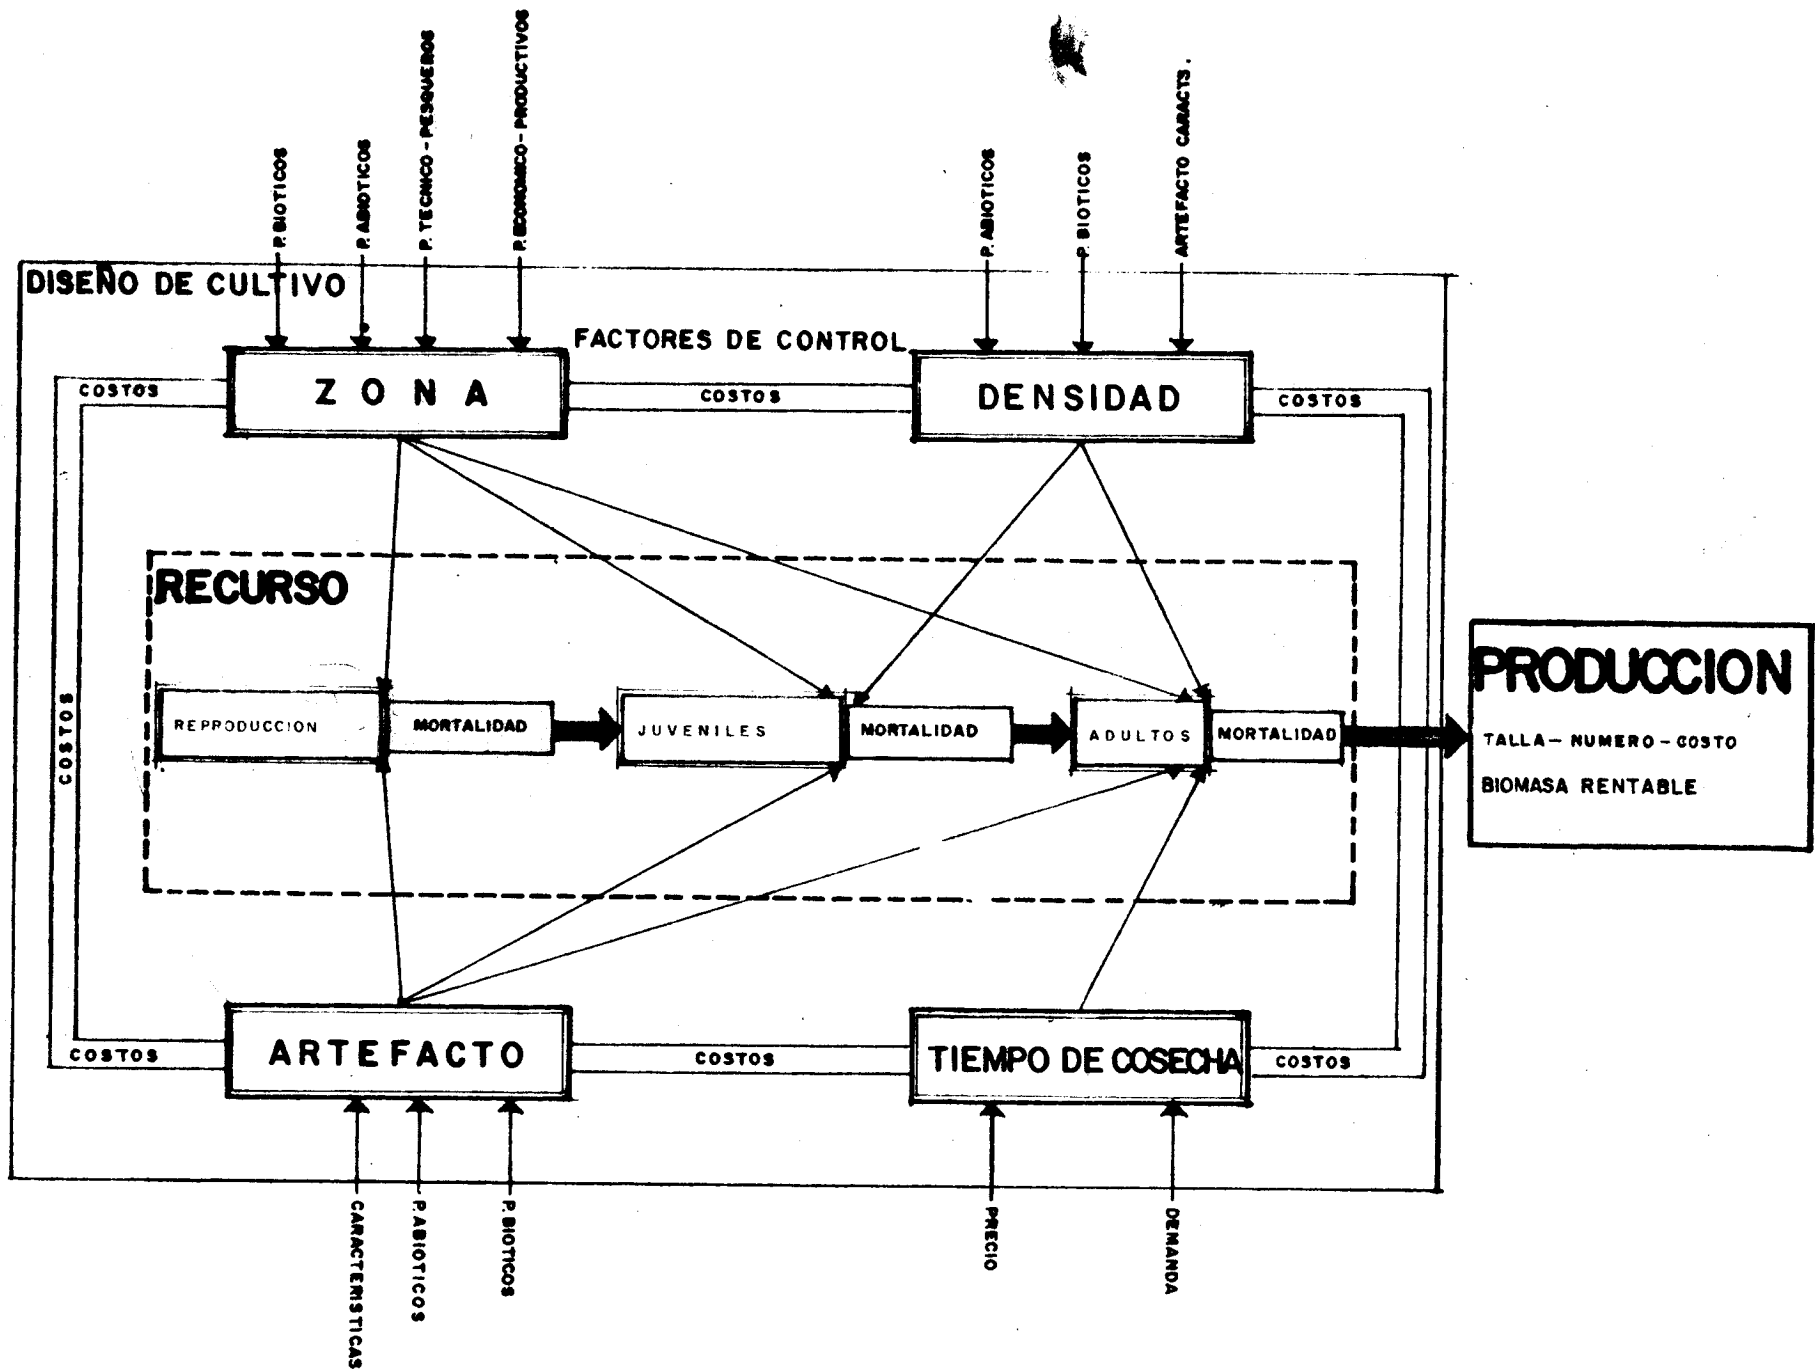 P. BIOTICOS
P. ABIOTICOS
P. TECNICO-PESQUEROS
P. ECONOMICO-PRODUCTIVOS
P. ABIOTICOS
P. BIOTICOS
ARTEFACTO CARACTS.
DISEÑO DE CULTIVO
FACTORES DE CONTROL
COSTOS
ZONA
COSTOS
DENSIDAD
COSTOS
RECURSO
COSTOS
REPRODUCCION
MORTALIDAD
JUVENILES
MORTALIDAD
ADULTOS
MORTALIDAD
PRODUCCION
TALLA - NUMERO - COSTO
BIOMASA RENTABLE
COSTOS
ARTEFACTO
COSTOS
TIEMPO DE COSECHA
COSTOS
CARACTERISTICAS
P. ABIOTICOS
P. BIOTICOS
PRECIO
DEMANDA